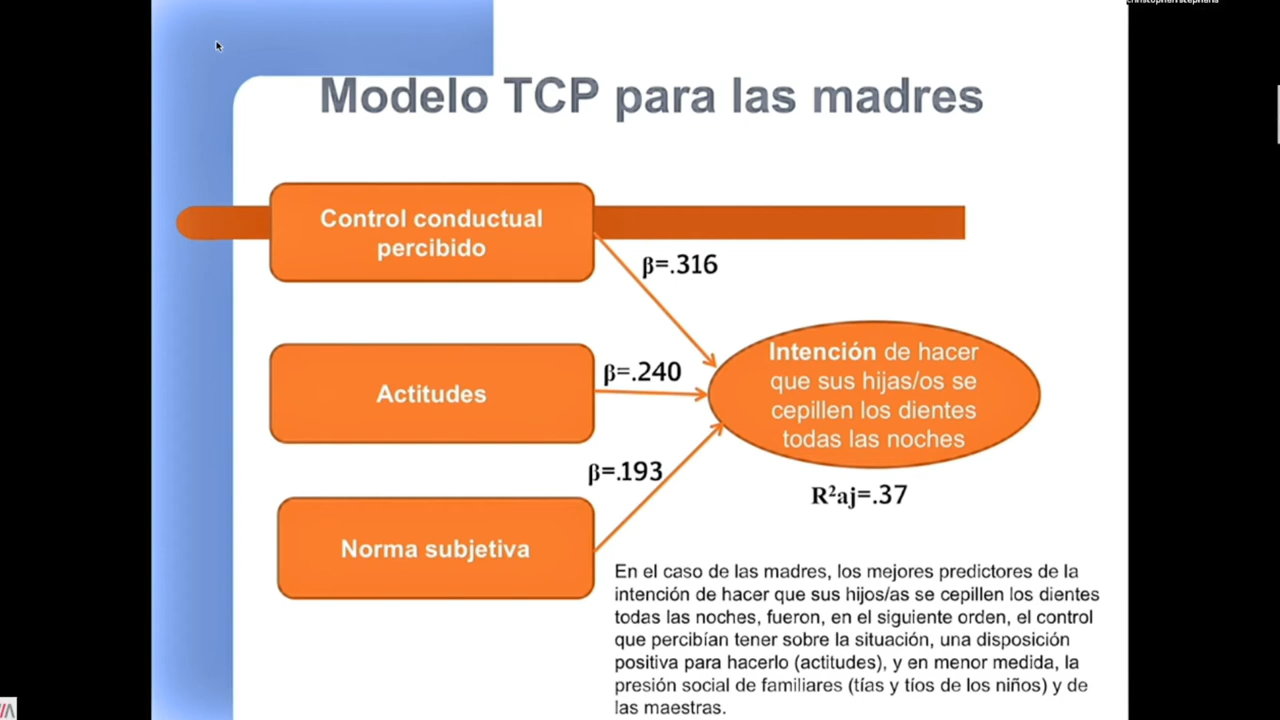 Modelo TCP para las madres
Control conductual
percibido
β=.316
Actitudes
β=.240
Intención de hacer
que sus hijas/os se
cepillen los dientes
todas las noches
β=.193
R²aj=.37
Norma subjetiva
En el caso de las madres, los mejores predictores de la
intención de hacer que sus hijos/as se cepillen los dientes
todas las noches, fueron, en el siguiente orden, el control
que percibían tener sobre la situación, una disposición
positiva para hacerlo (actitudes), y en menor medida, la
presión social de familiares (tías y tíos de los niños) y de
las maestras.